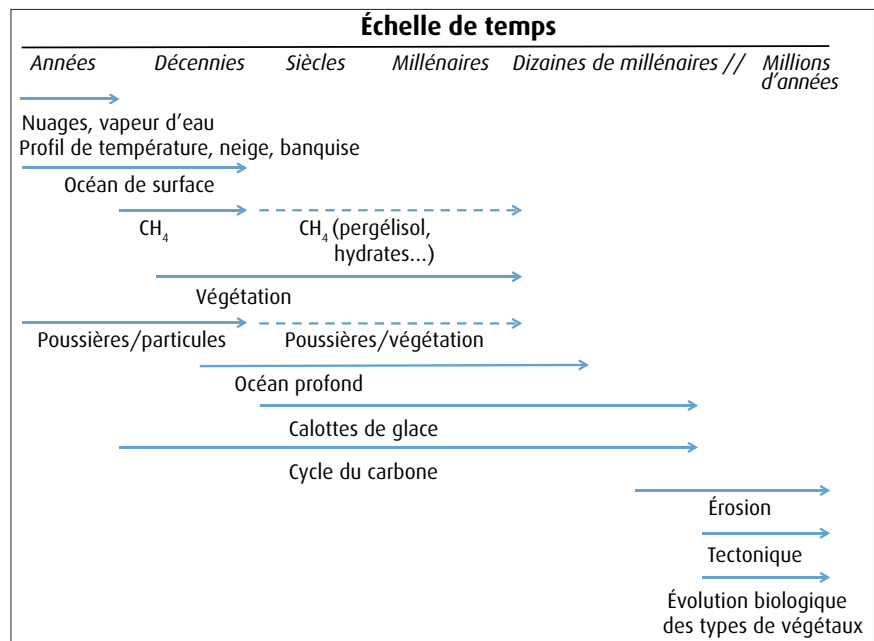 Échelle de temps
Années Décennies Siècles Millénaires Dizaines de millénaires // Millions
d'années
Nuages, vapeur d'eau
Profil de température, neige, banquise
Océan de surface
CH₄ CH₄ (pergélisol,
hydrates...)
Végétation
Poussières/particules Poussières/végétation
Océan profond
Calottes de glace
Cycle du carbone
Érosion
Tectonique
Évolution biologique
des types de végétaux